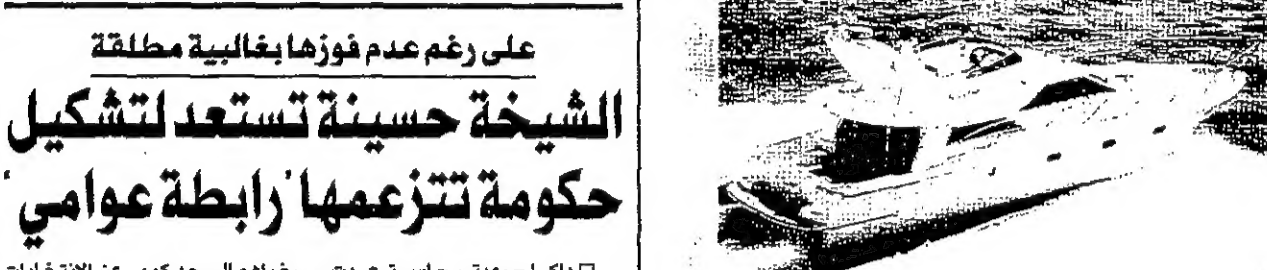 على رغم عدم فوزها بغالبية مطلقة
الشيخة حسينة تستعد لتشكيل
حكومة تتزعمها "رابطة عوامي"